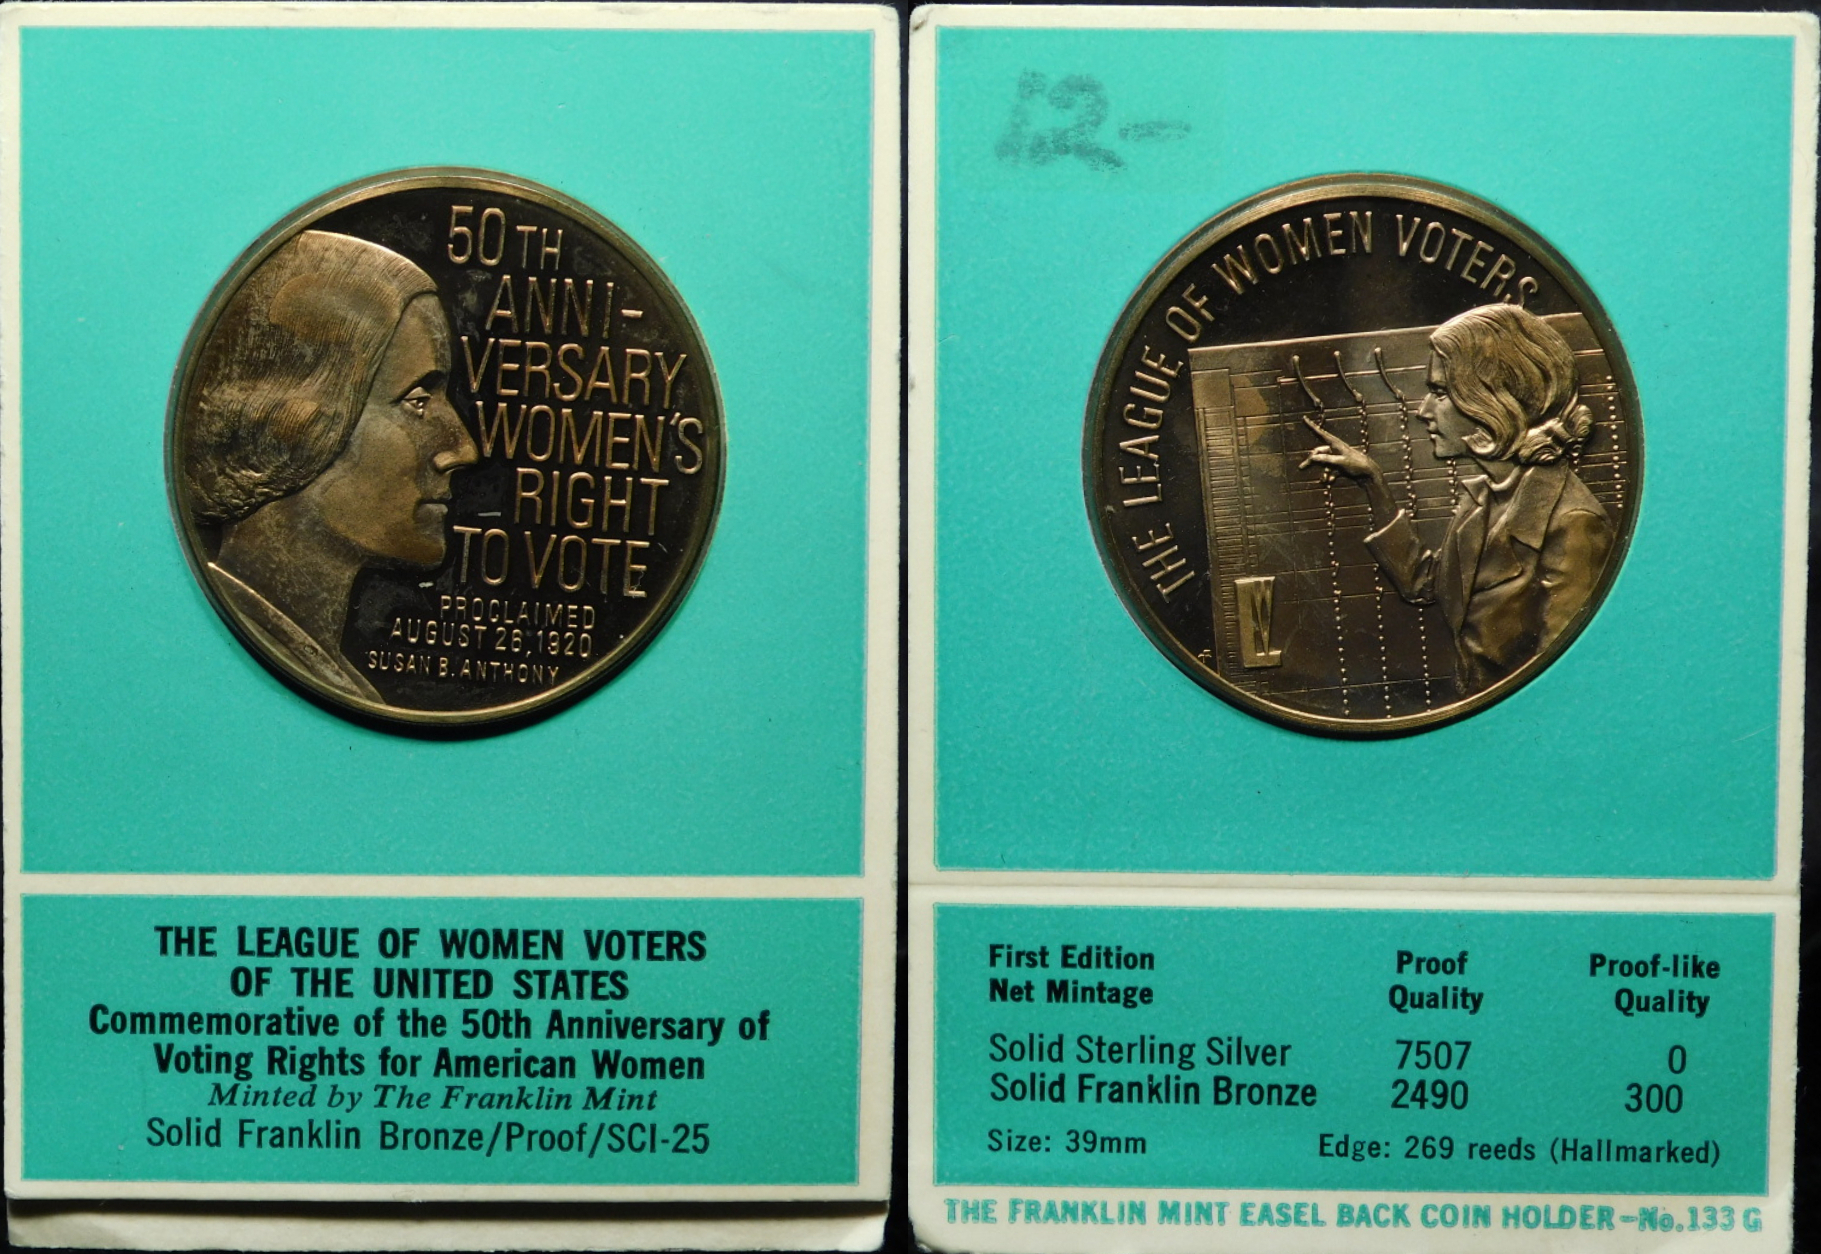 50TH
ANNI-
VERSARY
WOMEN'S
RIGHT
TO VOTE
PROCLAIMED
AUGUST 26, 1920
SUSAN B. ANTHONY
THE LEAGUE OF WOMEN VOTERS
OF THE UNITED STATES
Commemorative of the 50th Anniversary of
Voting Rights for American Women
Minted by The Franklin Mint
Solid Franklin Bronze/Proof/SCI-25
THE LEAGUE OF WOMEN VOTERS
First Edition Proof Proof-like
Net Mintage Quality Quality
Solid Sterling Silver 7507 0
Solid Franklin Bronze 2490 300
Size: 39mm Edge: 269 reeds (Hallmarked)
THE FRANKLIN MINT EASEL BACK COIN HOLDER-No.133 G